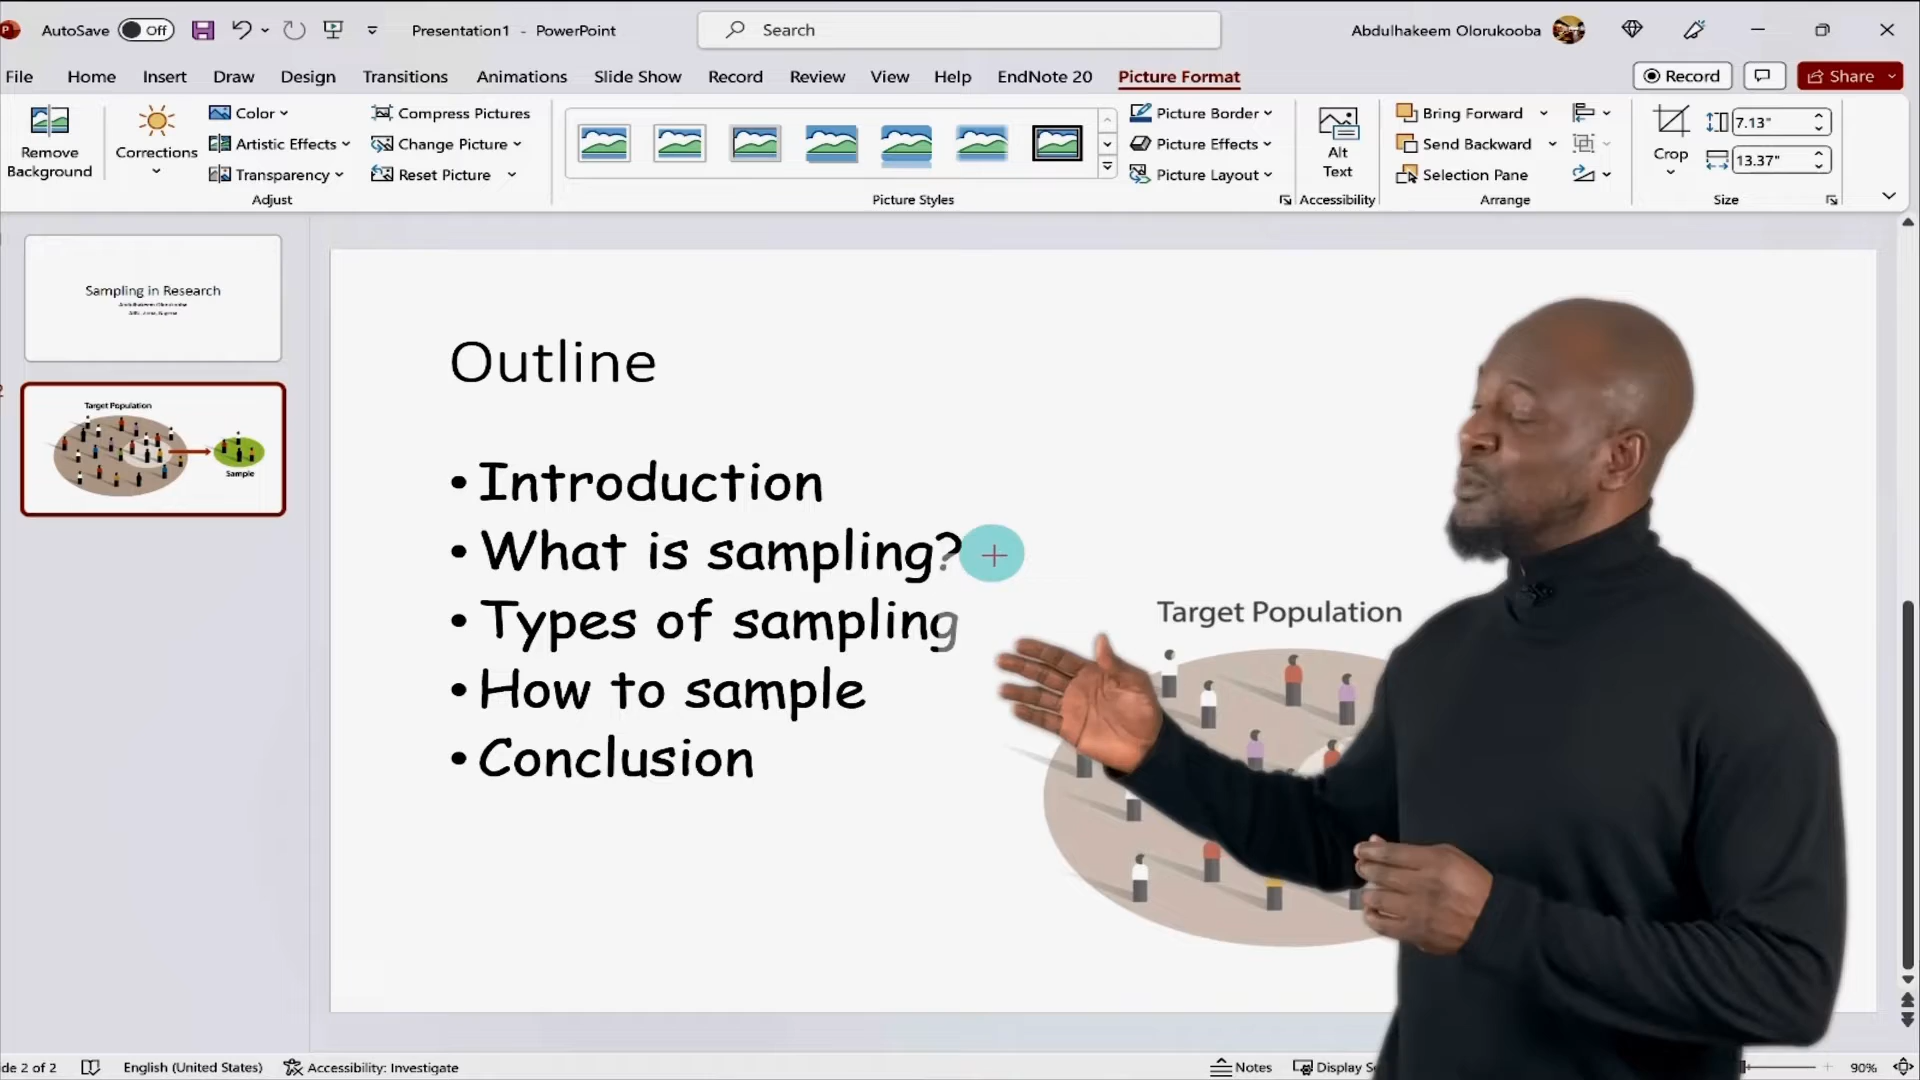 AutoSave Off Presentation1 - PowerPoint Search Abdulhakeem Olorukooba
File Home Insert Draw Design Transitions Animations Slide Show Record Review View Help EndNote 20 Picture Format Record Share
Remove Background
Corrections
Color
Artistic Effects
Transparency
Compress Pictures
Change Picture
Reset Picture
Adjust
Picture Styles
Picture Border
Picture Effects
Picture Layout
Alt Text
Accessibility
Bring Forward
Send Backward
Selection Pane
Arrange
Crop
7.13"
13.37"
Size
Sampling in Research
Target Population
Sample
Outline
• Introduction
• What is sampling?
• Types of sampling
• How to sample
• Conclusion
Target Population
de 2 of 2 English (United States) Accessibility: Investigate Notes Display S 90%